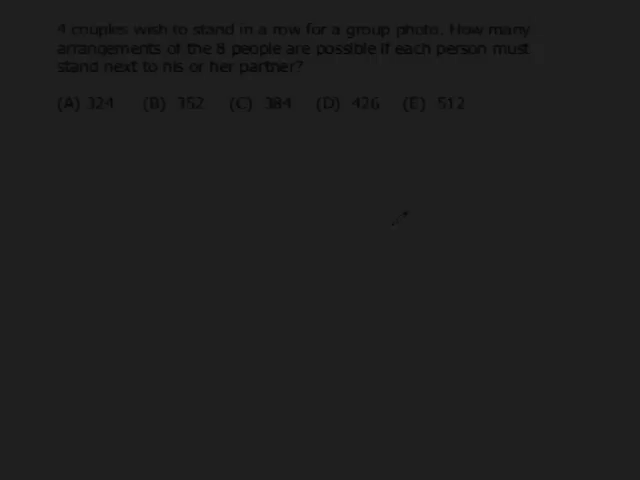 4 couples wish to stand in a row for a group photo. How many
arrangements of the 8 people are possible if each person must
stand next to his or her partner?
(A) 324 (B) 352 (C) 384 (D) 426 (E) 512